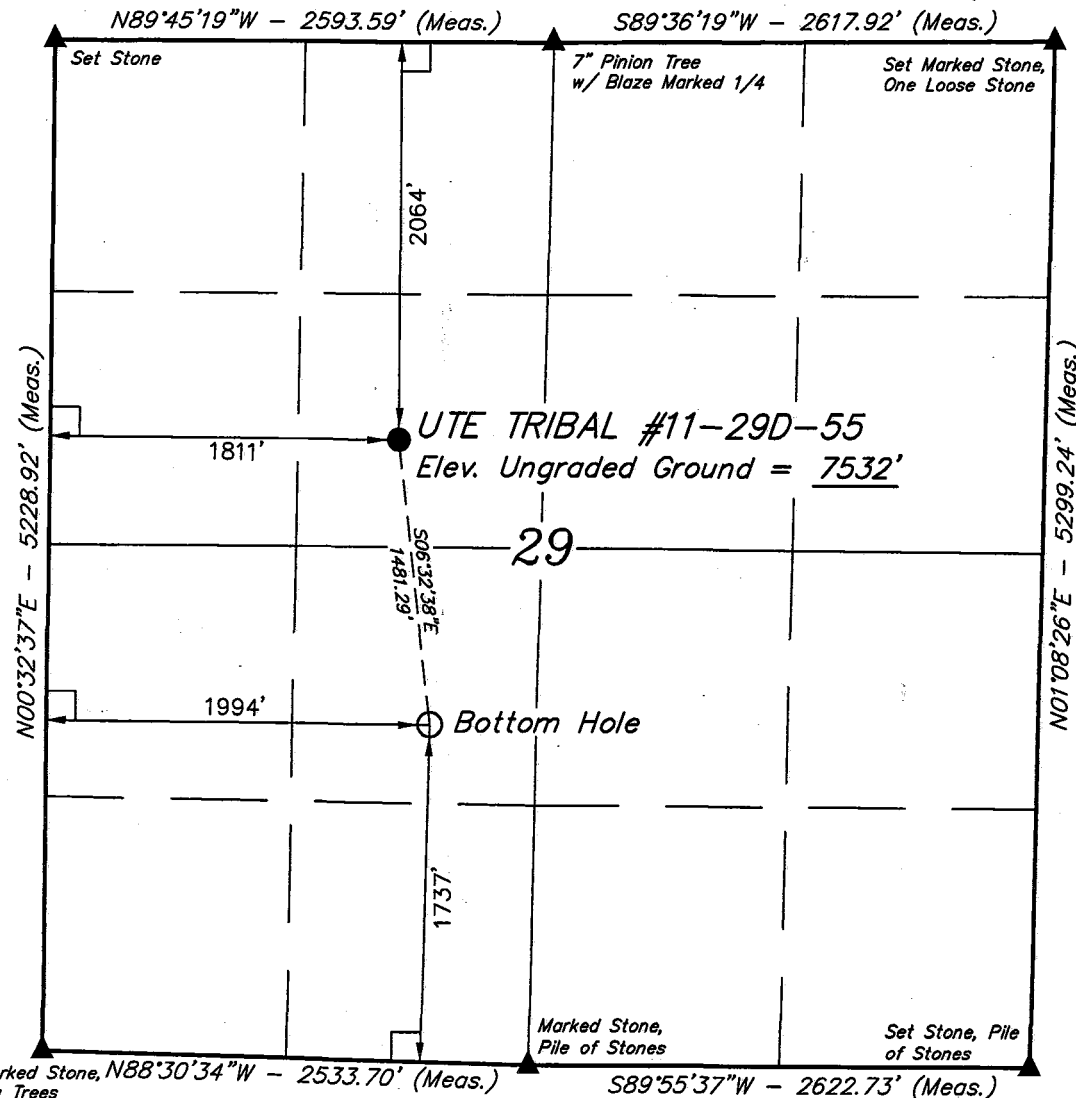 N89°45'19"W - 2593.59' (Meas.)
S89°36'19"W - 2617.92' (Meas.)
Set Stone
7" Pinion Tree
w/ Blaze Marked 1/4
Set Marked Stone,
One Loose Stone
2064'
1811'
UTE TRIBAL #11-29D-55
Elev. Ungraded Ground = 7532'
N00°32'37"E - 5228.92' (Meas.)
N01°08'26"E - 5299.24' (Meas.)
29
S06°32'38"E
1481.29'
1994'
Bottom Hole
1737'
Marked Stone,
Pile of Stones
Set Stone, Pile
of Stones
Stone,
Trees
N88°30'34"W - 2533.70' (Meas.)
S89°55'37"W - 2622.73' (Meas.)